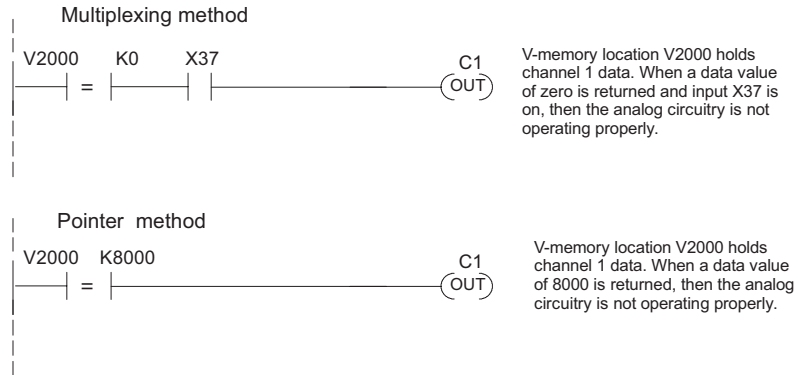 Multiplexing method
V2000 K0 X37 C1
= OUT
V-memory location V2000 holds
channel 1 data. When a data value
of zero is returned and input X37 is
on, then the analog circuitry is not
operating properly.
Pointer method
V2000 K8000 C1
= OUT
V-memory location V2000 holds
channel 1 data. When a data value
of 8000 is returned, then the analog
circuitry is not operating properly.